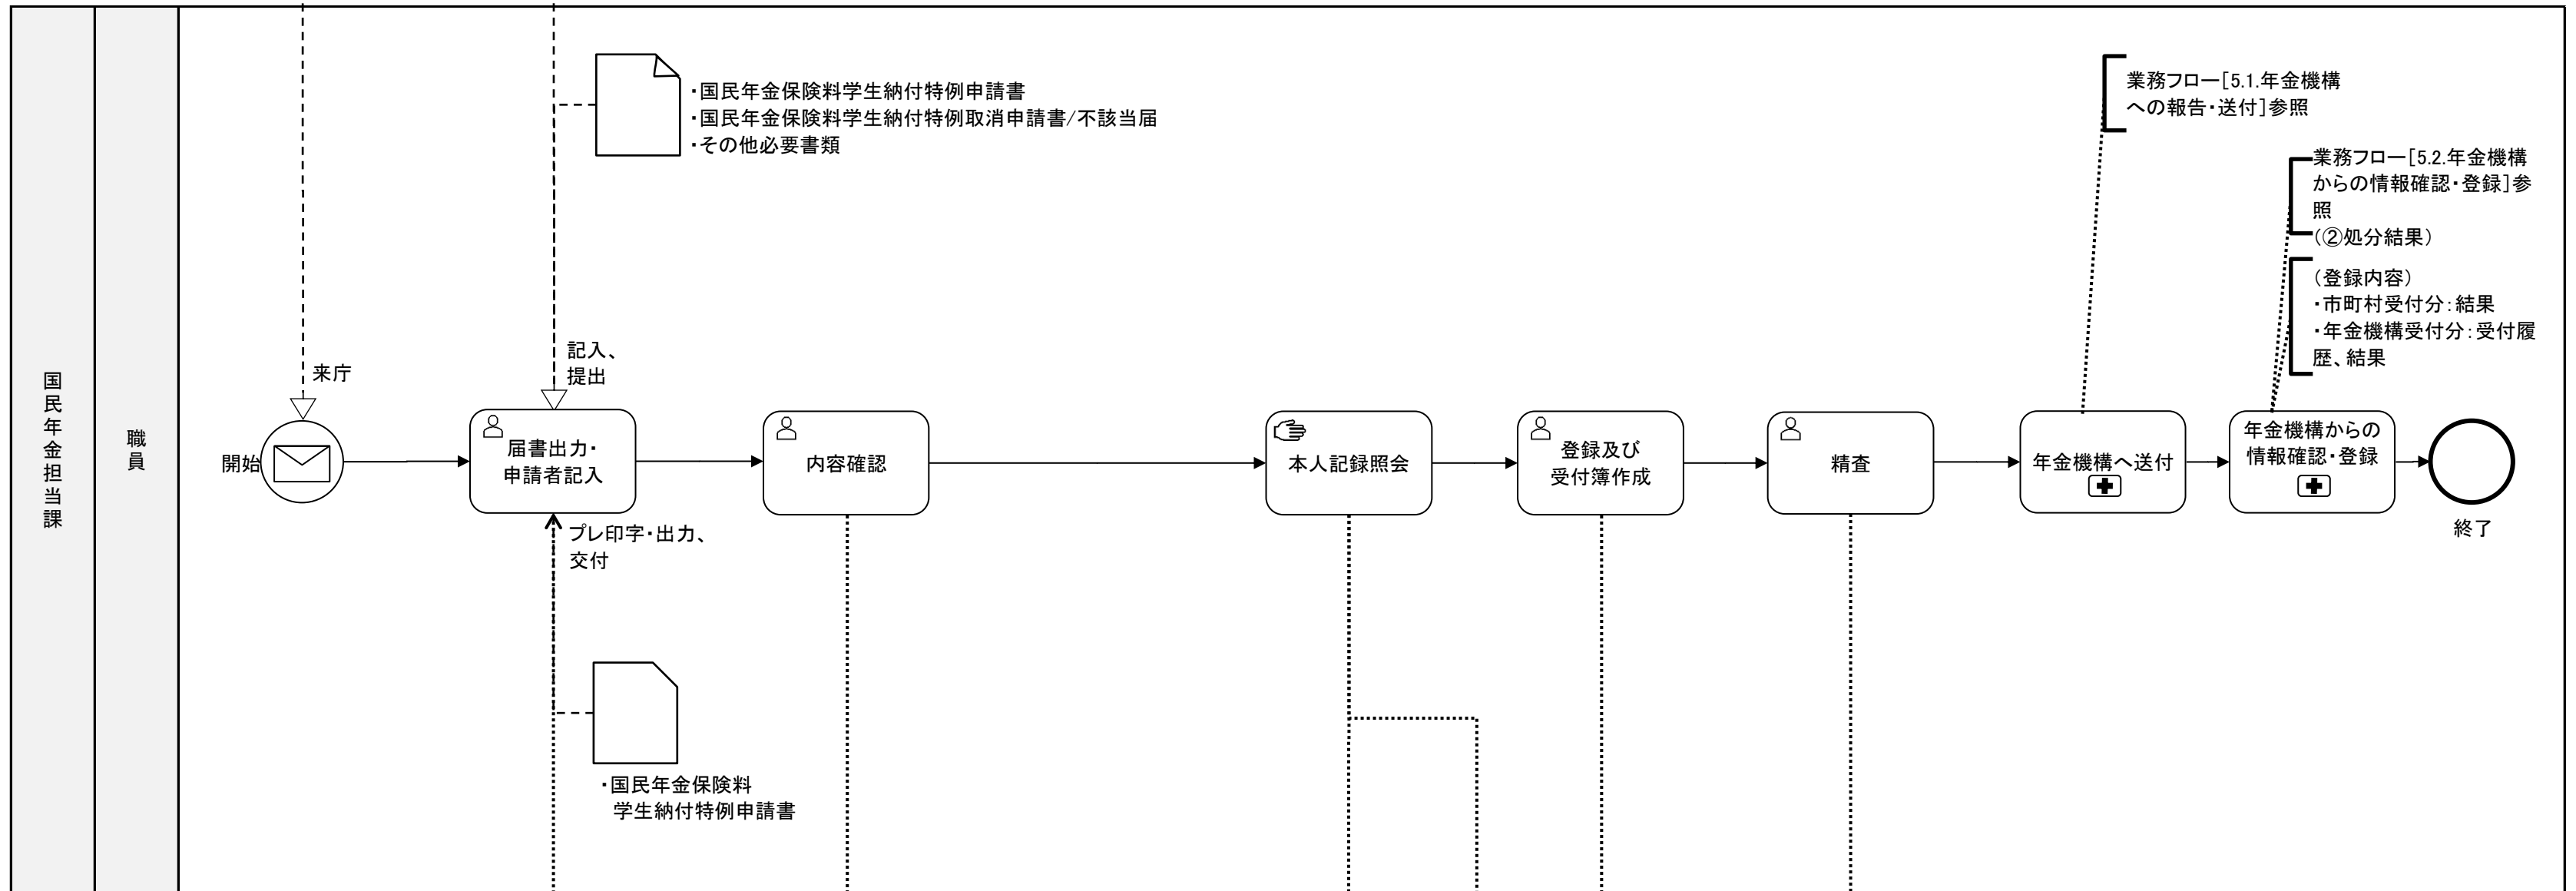 国民年金担当課
職員
・国民年金保険料学生納付特例申請書
・国民年金保険料学生納付特例取消申請書/不該当届
・その他必要書類
業務フロー[5.1.年金機構
への報告・送付]参照
業務フロー[5.2.年金機構
からの情報確認・登録]参
照
(②処分結果)
(登録内容)
・市町村受付分:結果
・年金機構受付分:受付履
歴、結果
来庁
記入、
提出
開始
届書出力・
申請者記入
内容確認
本人記録照会
登録及び
受付簿作成
精査
年金機構へ送付
年金機構からの
情報確認・登録
終了
プレ印字・出力、
交付
・国民年金保険料
学生納付特例申請書